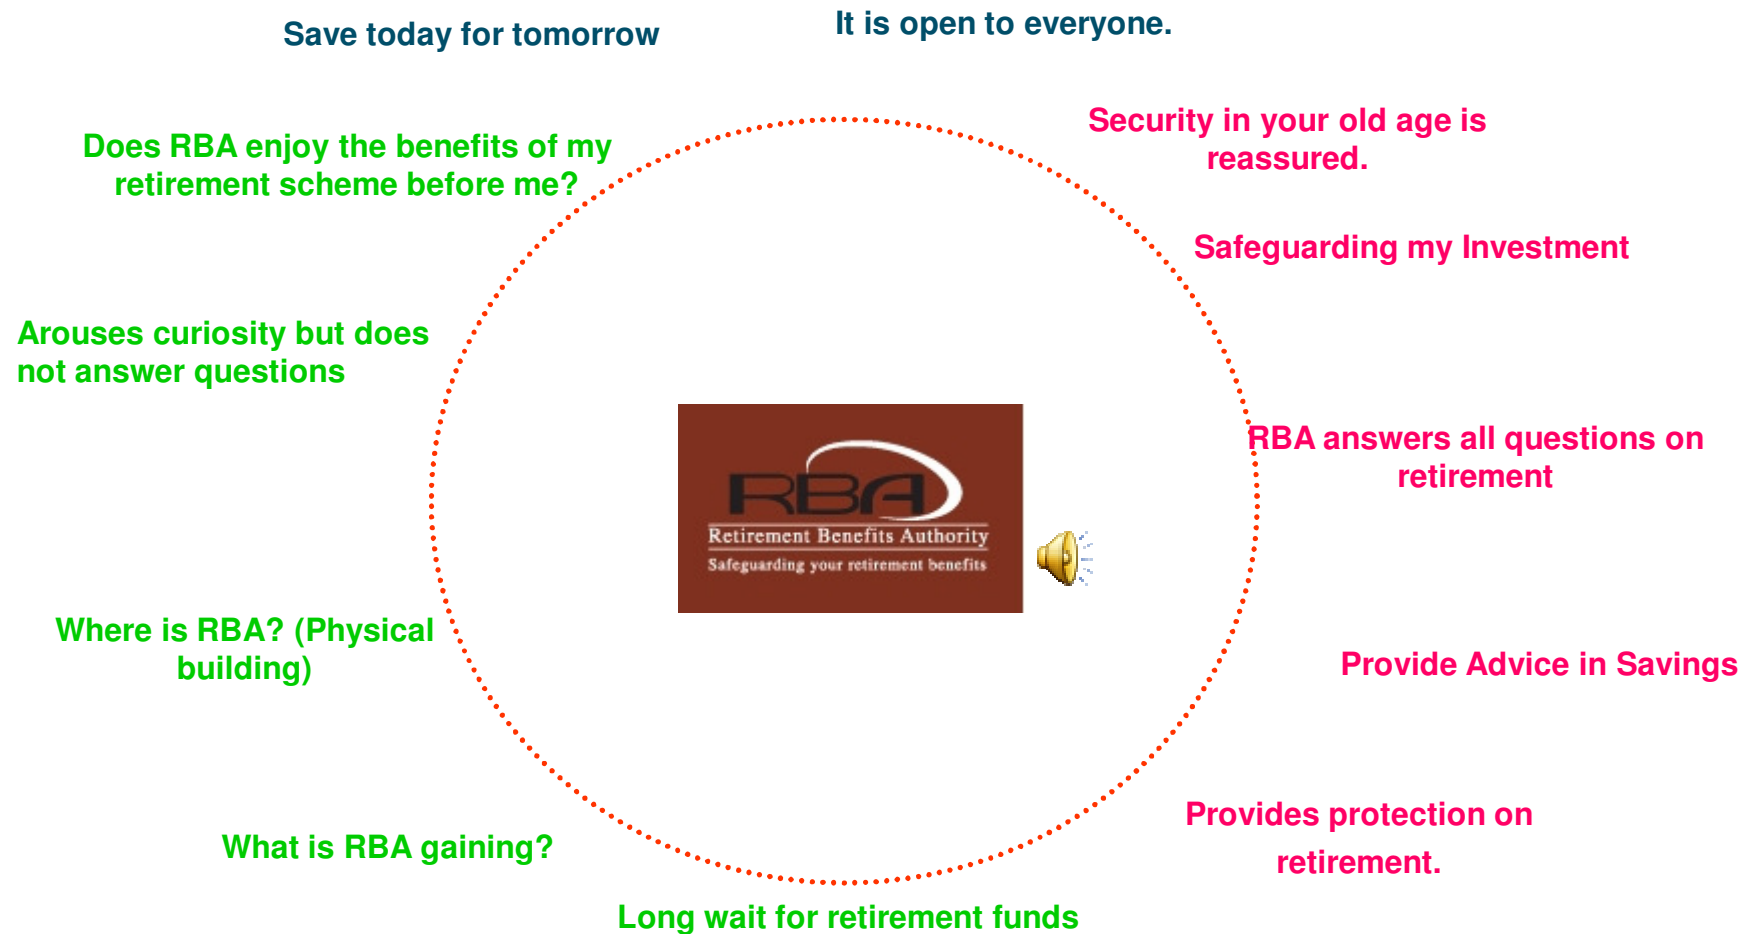 Save today for tomorrow
It is open to everyone.
Security in your old age is
reassured.
Does RBA enjoy the benefits of my
retirement scheme before me?
Safeguarding my Investment
Arouses curiosity but does
not answer questions
RBA answers all questions on
retirement
RBA
Retirement Benefits Authority
Safeguarding your retirement benefits
Where is RBA? (Physical
building)
Provide Advice in Savings
Provides protection on
retirement.
What is RBA gaining?
Long wait for retirement funds